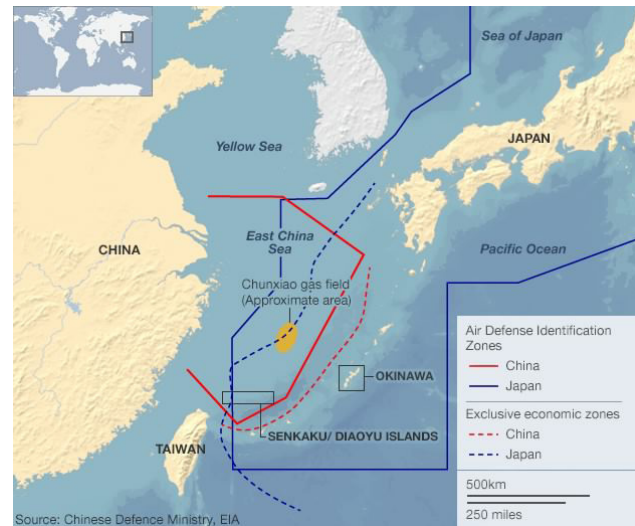 Sea of Japan
JAPAN
Yellow Sea
CHINA
East China
Sea
Pacific Ocean
Chunxiao gas field
(Approximate area)
OKINAWA
SENKAKU/ DIAOYU ISLANDS
TAIWAN
Air Defense Identification
Zones
China
Japan
Exclusive economic zones
China
Japan
500km
250 miles
Source: Chinese Defence Ministry, EIA